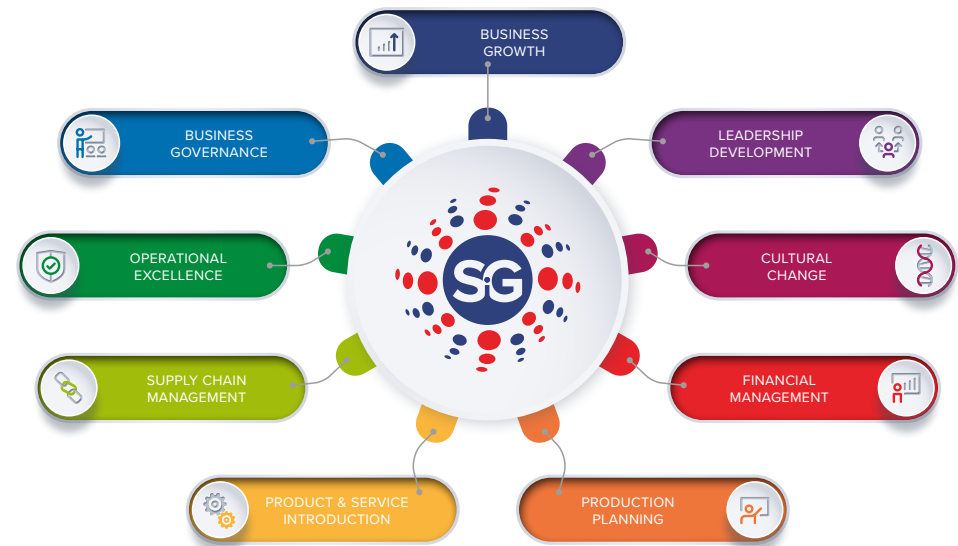 BUSINESS
GROWTH
BUSINESS
GOVERNANCE
LEADERSHIP
DEVELOPMENT
OPERATIONAL
EXCELLENCE
SiG
CULTURAL
CHANGE
SUPPLY CHAIN
MANAGEMENT
FINANCIAL
MANAGEMENT
PRODUCT & SERVICE
INTRODUCTION
PRODUCTION
PLANNING